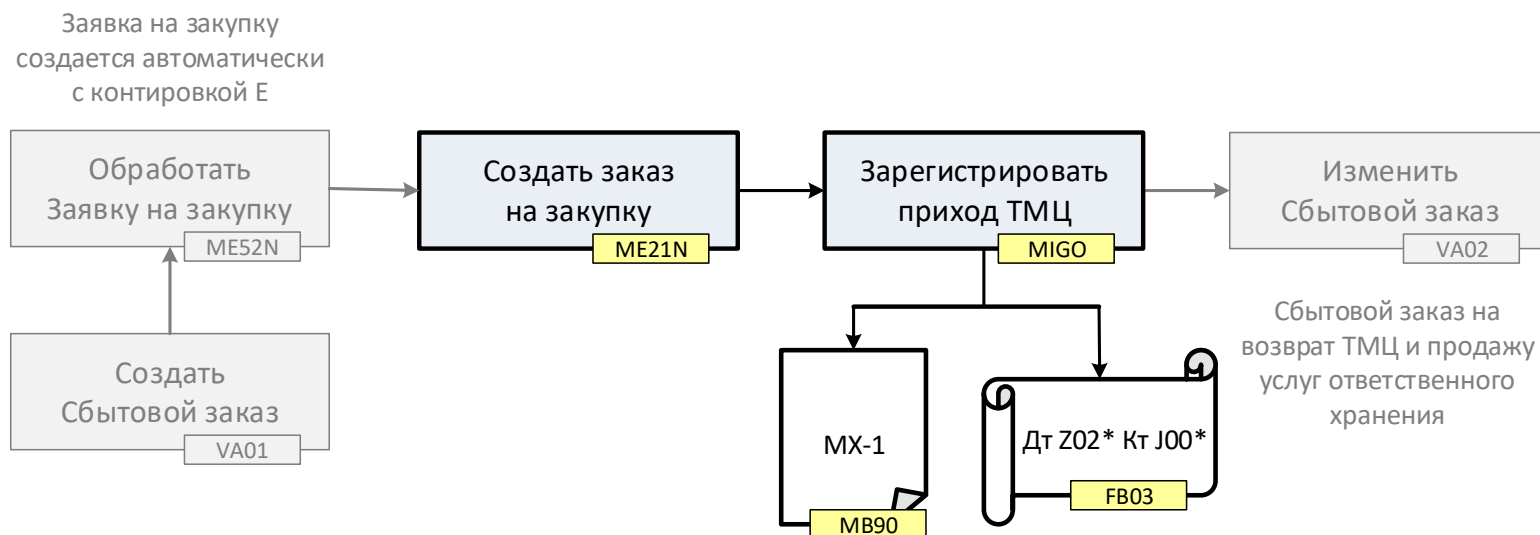 Заявка на закупку
создается автоматически
с контировкой Е
Обработать
Заявку на закупку
ME52N
Создать заказ
на закупку
ME21N
Зарегистрировать
приход ТМЦ
MIGO
Изменить
Сбытовой заказ
VA02
Создать
Сбытовой заказ
VA01
МХ-1
MB90
Дт Z02* Кт J00*
FB03
Сбытовой заказ на
возврат ТМЦ и продажу
услуг ответственного
хранения